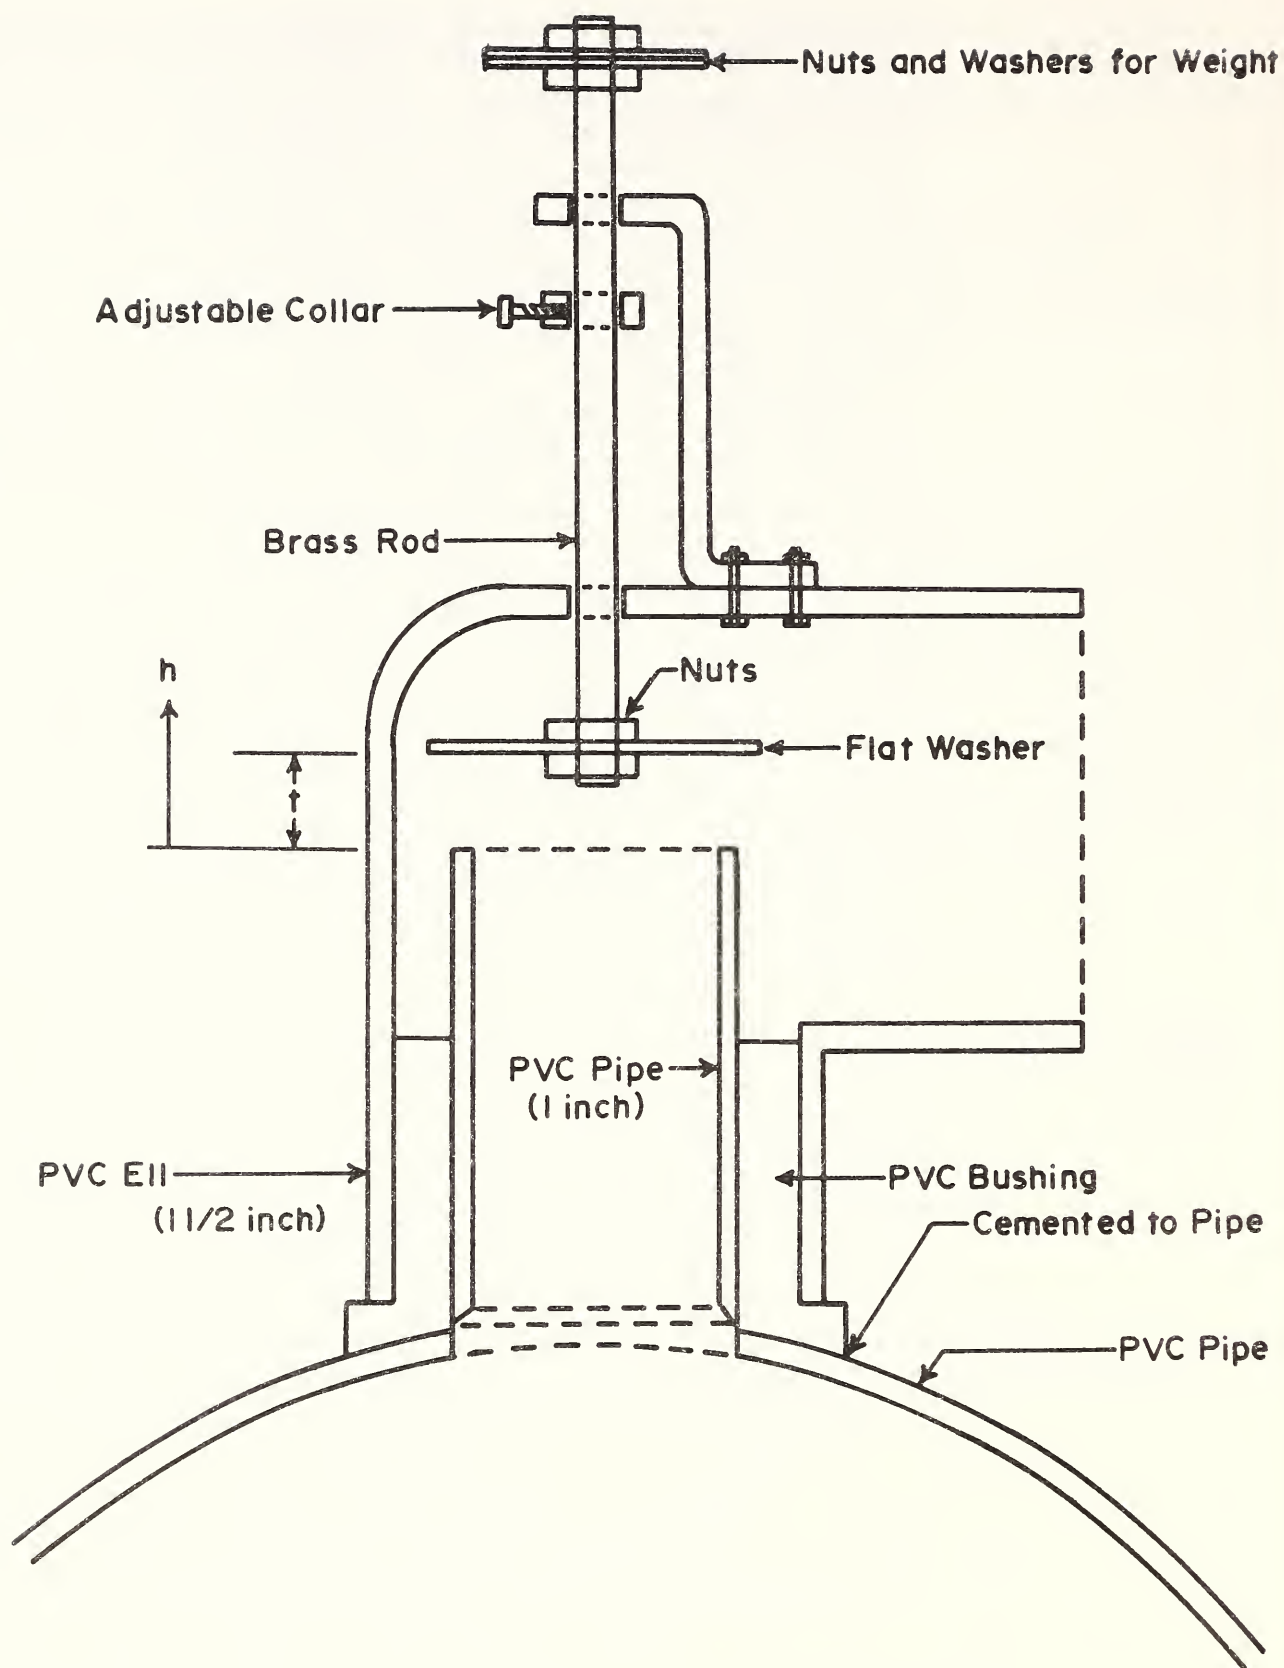 Nuts and Washers for Weight
Adjustable Collar
Brass Rod
h
Nuts
Flat Washer
t
PVC Pipe
(1 inch)
PVC Ell
(1 1/2 inch)
PVC Bushing
Cemented to Pipe
PVC Pipe